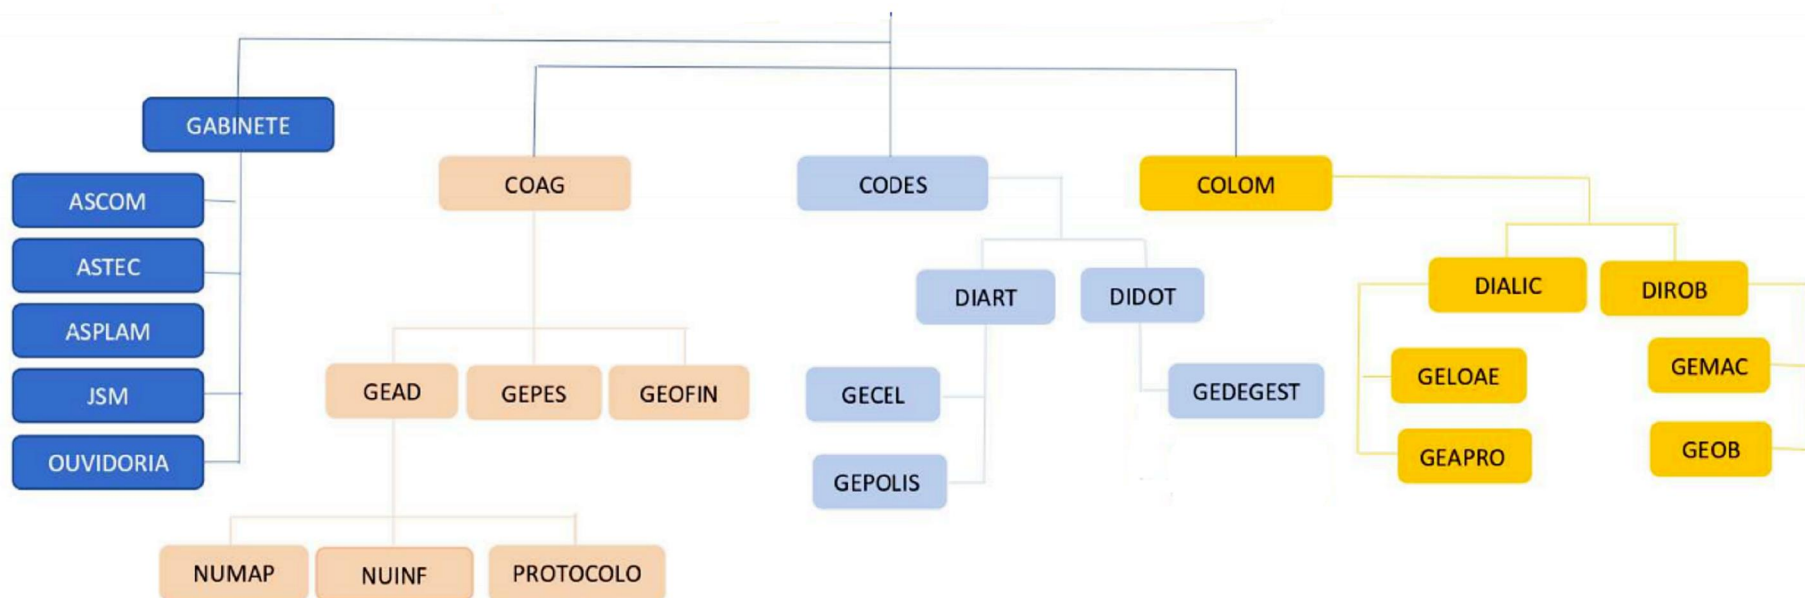 GABINETE
ASCOM
ASTEC
ASPLAM
JSM
OUVIDORIA
COAG
GEAD
GEPES
GEOFIN
NUMAP
NUINF
PROTOCOLO
CODES
DIART
DIDOT
GECEL
GEPOLIS
GEDEGEST
COLOM
DIALIC
DIROB
GELOAE
GEAPRO
GEMAC
GEOB